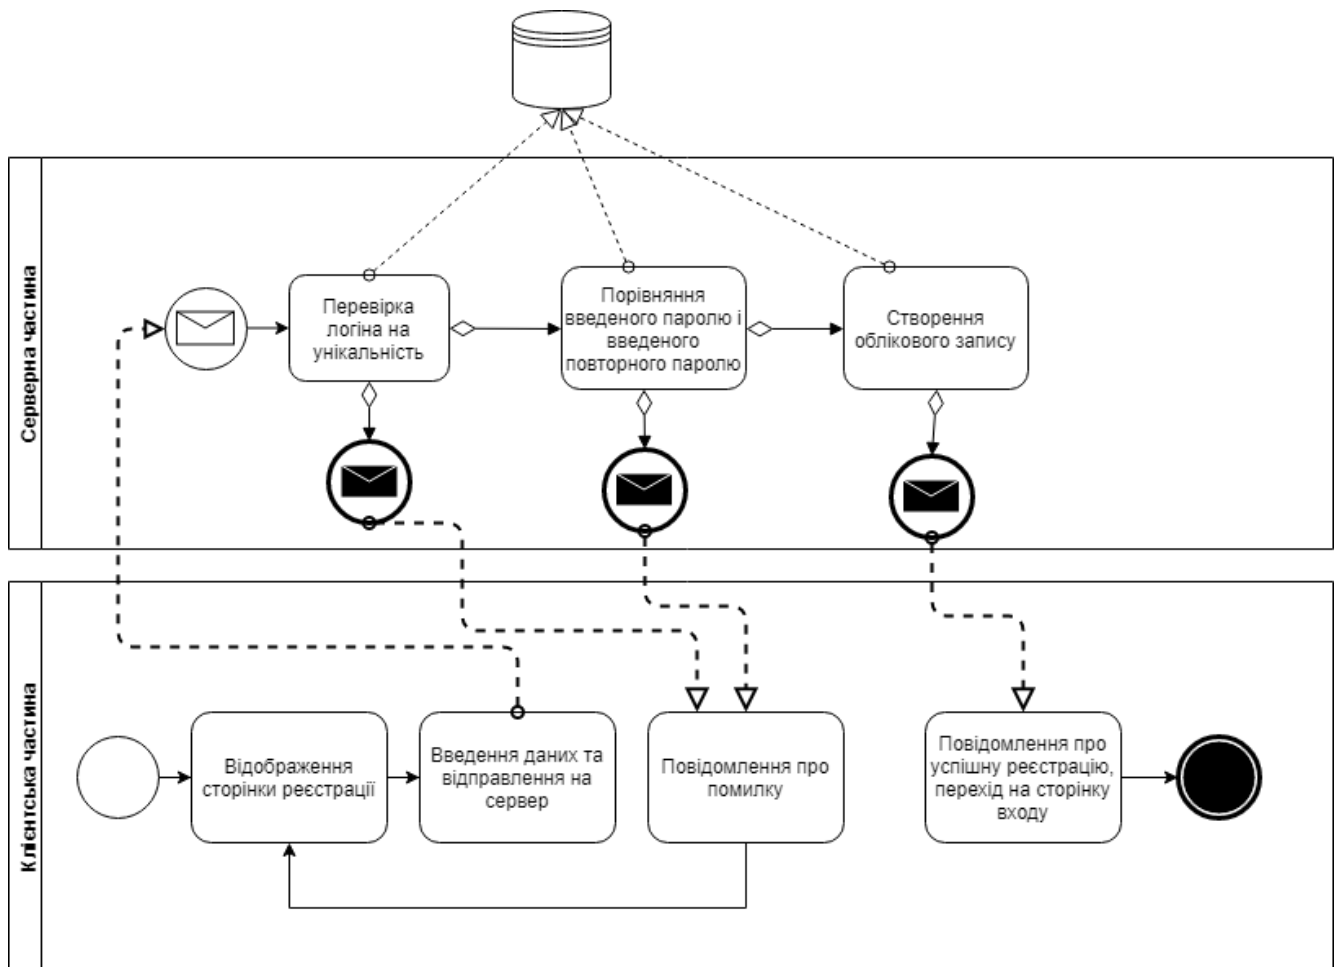 Серверна частина
Перевірка
логіна на
унікальність
Порівняння
введеного паролю і
введеного
повторного паролю
Створення
облікового запису
Клієнтська частина
Відображення
сторінки реєстрації
Введення даних та
відправлення на
сервер
Повідомлення про
помилку
Повідомлення про
успішну реєстрацію,
перехід на сторінку
входу